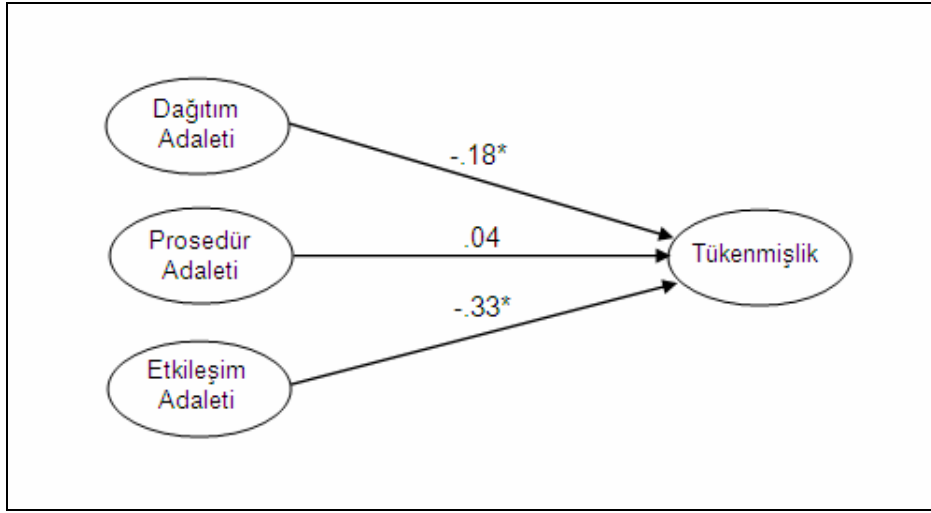 Dağıtım
Adaleti
-.18*
Prosedür
Adaleti
.04
Tükenmişlik
-.33*
Etkileşim
Adaleti